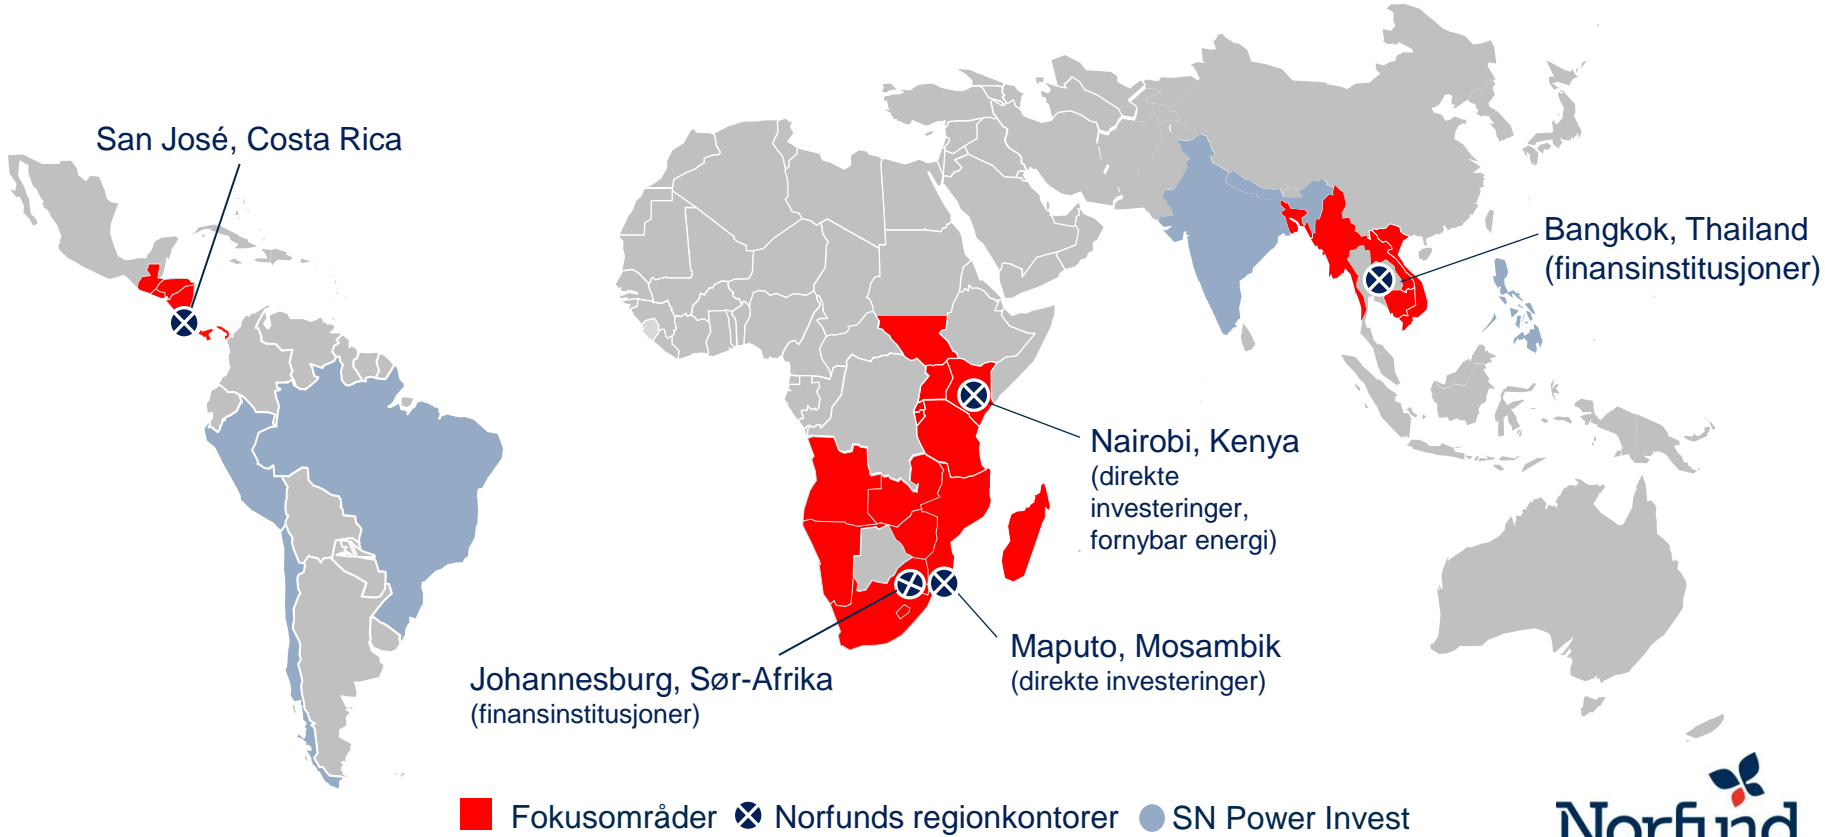 San José, Costa Rica
Bangkok, Thailand
(finansinstitusjoner)
Nairobi, Kenya
(direkte
investeringer,
fornybar energi)
Maputo, Mosambik
(direkte investeringer)
Johannesburg, Sør-Afrika
(finansinstitusjoner)
Fokusområder
Norfunds regionkontorer
SN Power Invest
Norfund